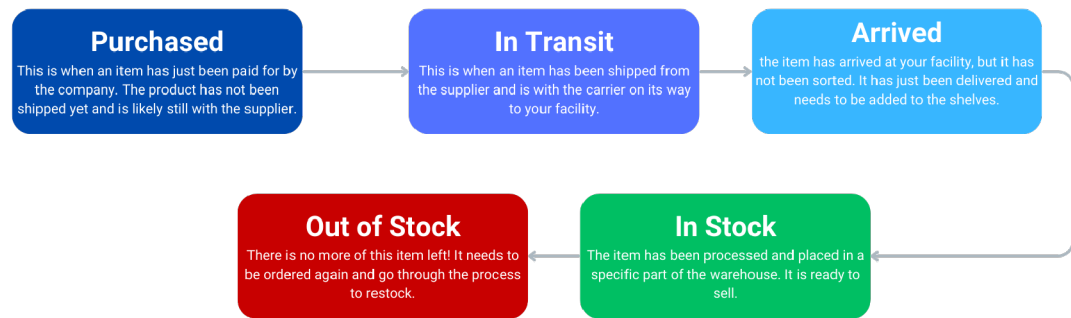 Purchased
This is when an item has just been paid for by
the company. The product has not been
shipped yet and is likely still with the supplier.
In Transit
This is when an item has been shipped from
the supplier and is with the carrier on its way
to your facility.
Arrived
the item has arrived at your facility, but it has
not been sorted. It has just been delivered and
needs to be added to the shelves.
In Stock
The item has been processed and placed in a
specific part of the warehouse. It is ready to
sell.
Out of Stock
There is no more of this item left! It needs to
be ordered again and go through the process
to restock.